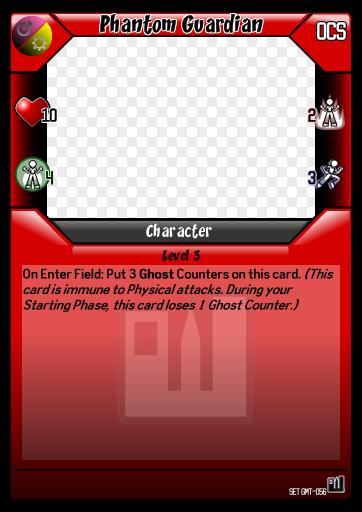 Phantom Guardian
OCS
10
2
4
3
Character
Level 3
On Enter Field: Put 3 Ghost Counters on this card. (This
card is immune to Physical attacks. During your
Starting Phase, this card loses 1 Ghost Counter.)
SET GMT-056